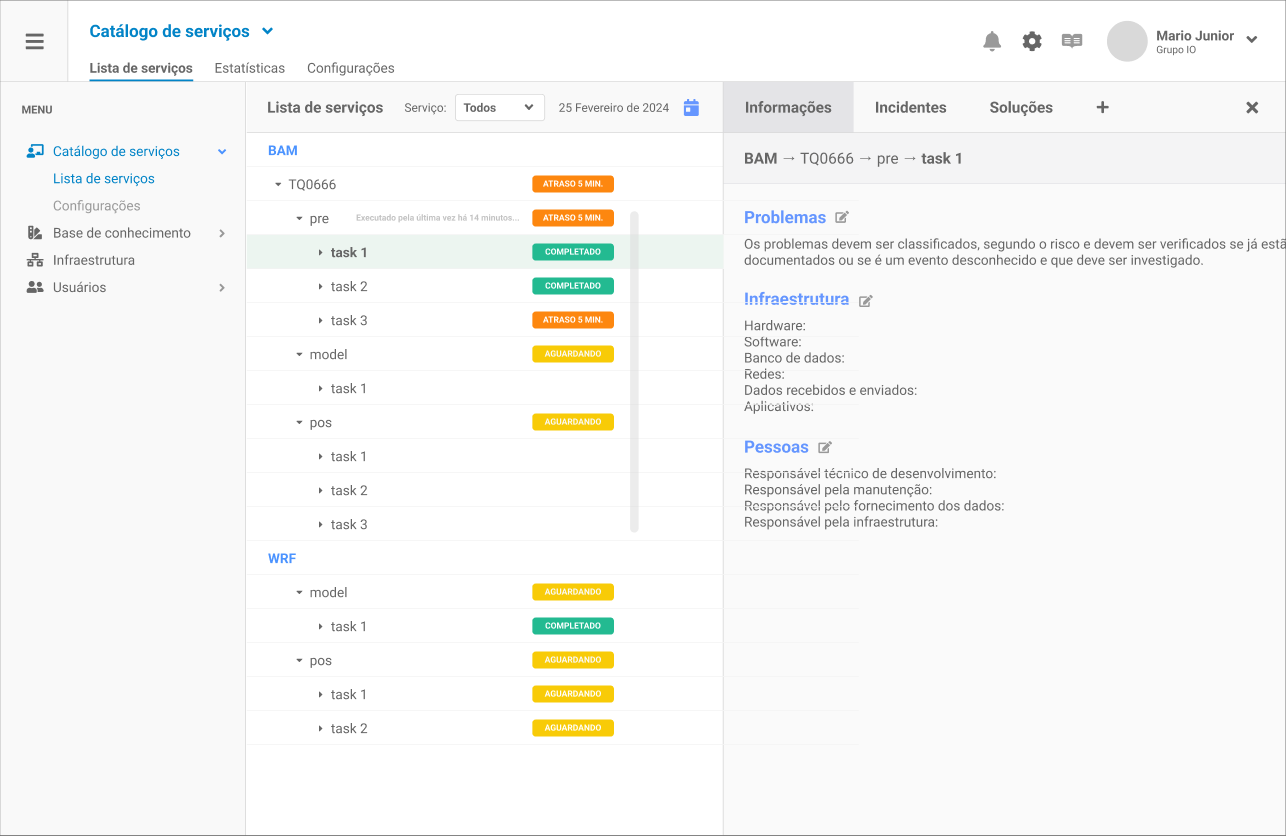 Catálogo de serviços
Lista de serviços Estatísticas Configurações
Mario Junior
Grupo IO
MENU
Catálogo de serviços
Lista de serviços
Configurações
Base de conhecimento
Infraestrutura
Usuários
Lista de serviços Serviço: Todos 25 Fevereiro de 2024
BAM
TQ0666 ATRASO 5 MIN.
pre Executado pela última vez há 14 minutos... ATRASO 5 MIN.
task 1 COMPLETADO
task 2 COMPLETADO
task 3 ATRASO 5 MIN.
model AGUARDANDO
task 1
pos AGUARDANDO
task 1
task 2
task 3
WRF
model AGUARDANDO
task 1 COMPLETADO
pos AGUARDANDO
task 1 AGUARDANDO
task 2 AGUARDANDO
Informações Incidentes Soluções +
BAM → TQ0666 → pre → task 1
Problemas
Os problemas devem ser classificados, segundo o risco e devem ser verificados se já
documentados ou se é um evento desconhecido e que deve ser investigado.
Infraestrutura
Hardware:
Software:
Banco de dados:
Redes:
Dados recebidos e enviados:
Aplicativos:
Pessoas
Responsável técnico de desenvolvimento:
Responsável pela manutenção:
Responsável pelo fornecimento dos dados:
Responsável pela infraestrutura: